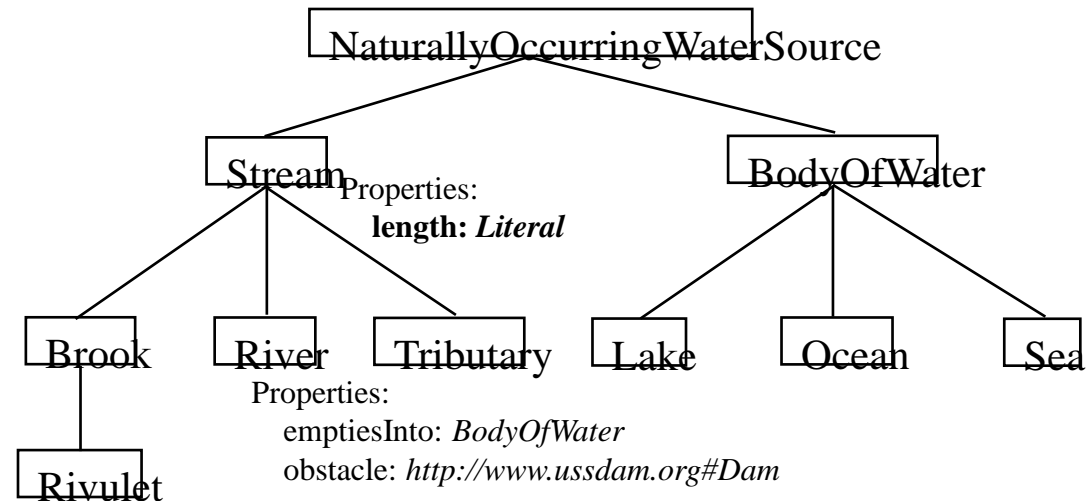 NaturallyOccurringWaterSource
Stream
BodyOfWater
Properties:
length: Literal
Brook
River
Tributary
Lake
Ocean
Sea
Properties:
emptiesInto: BodyOfWater
obstacle: http://www.ussdam.org#Dam
Rivulet